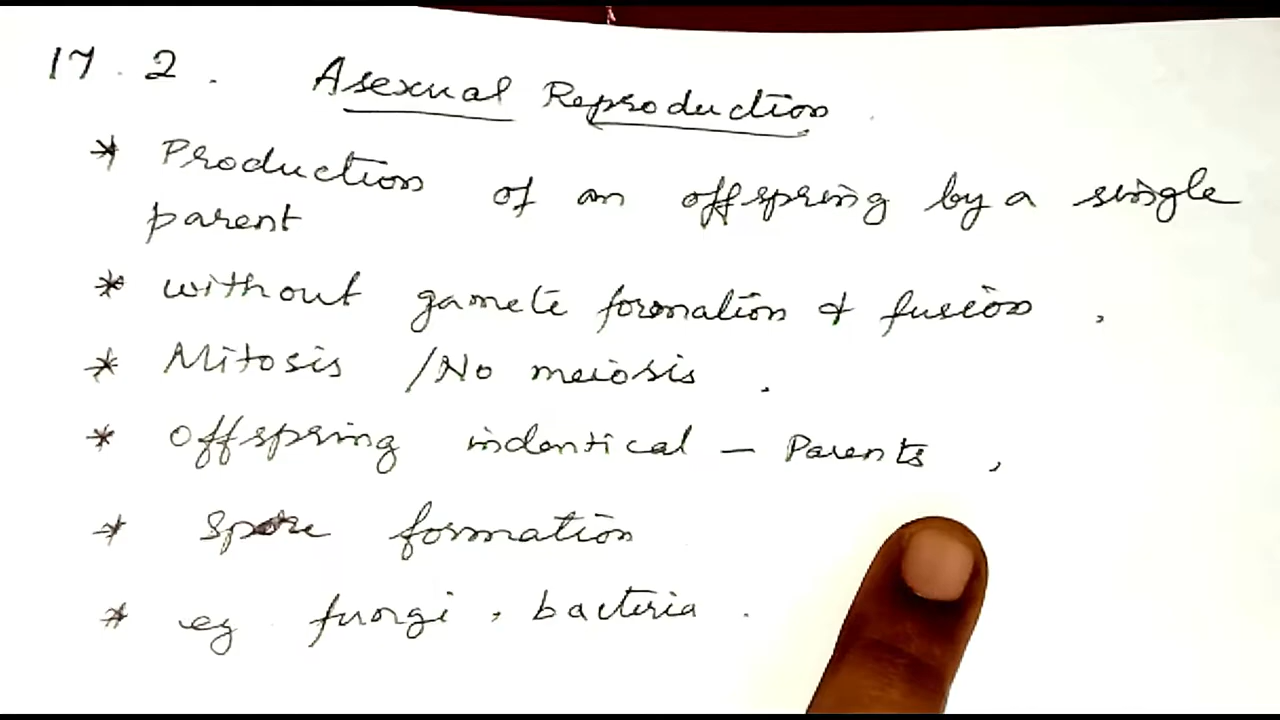 17.2. Asexual Reproduction
* Production of an offspring by a single
parent
* without gamete formation & fusion,
* Mitosis /No meiosis.
* Offspring indentical - Parents,
* Spore formation
* eg fungi, bacteria.